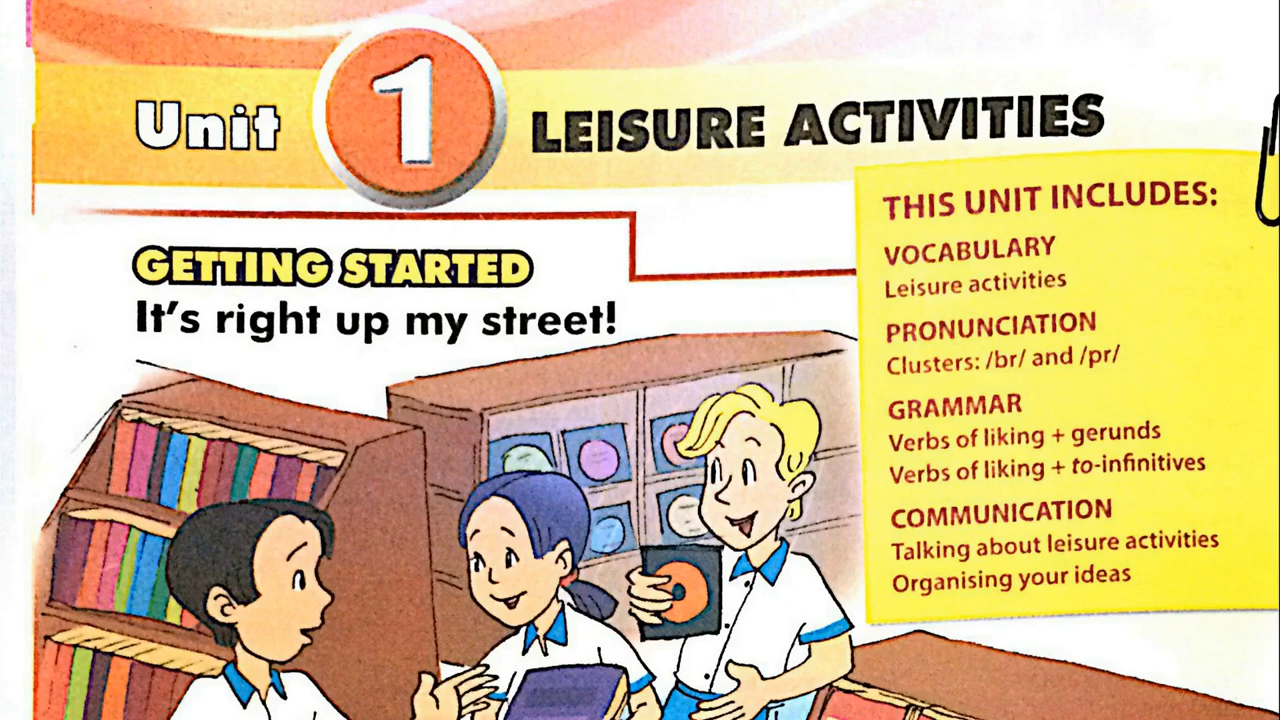 Unit 1 LEISURE ACTIVITIES
GETTING STARTED
It's right up my street!
THIS UNIT INCLUDES:
VOCABULARY
Leisure activities
PRONUNCIATION
Clusters: /br/ and /pr/
GRAMMAR
Verbs of liking + gerunds
Verbs of liking + to-infinitives
COMMUNICATION
Talking about leisure activities
Organising your ideas